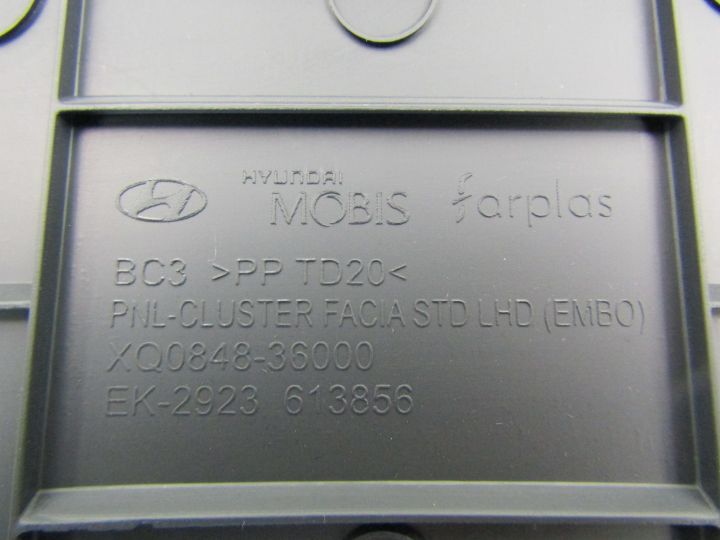 HYUNDAI
MOBIS farplas
BC3 >PP TD20<
PNL-CLUSTER FACIA STD LHD (EMBO)
XQ0848-36000
EK-2923 613856